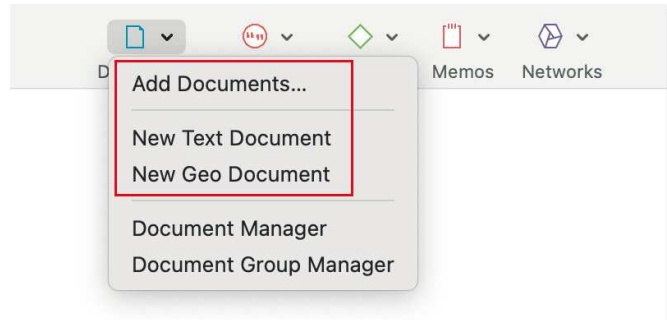 D Memos Networks
Add Documents...
New Text Document
New Geo Document
Document Manager
Document Group Manager